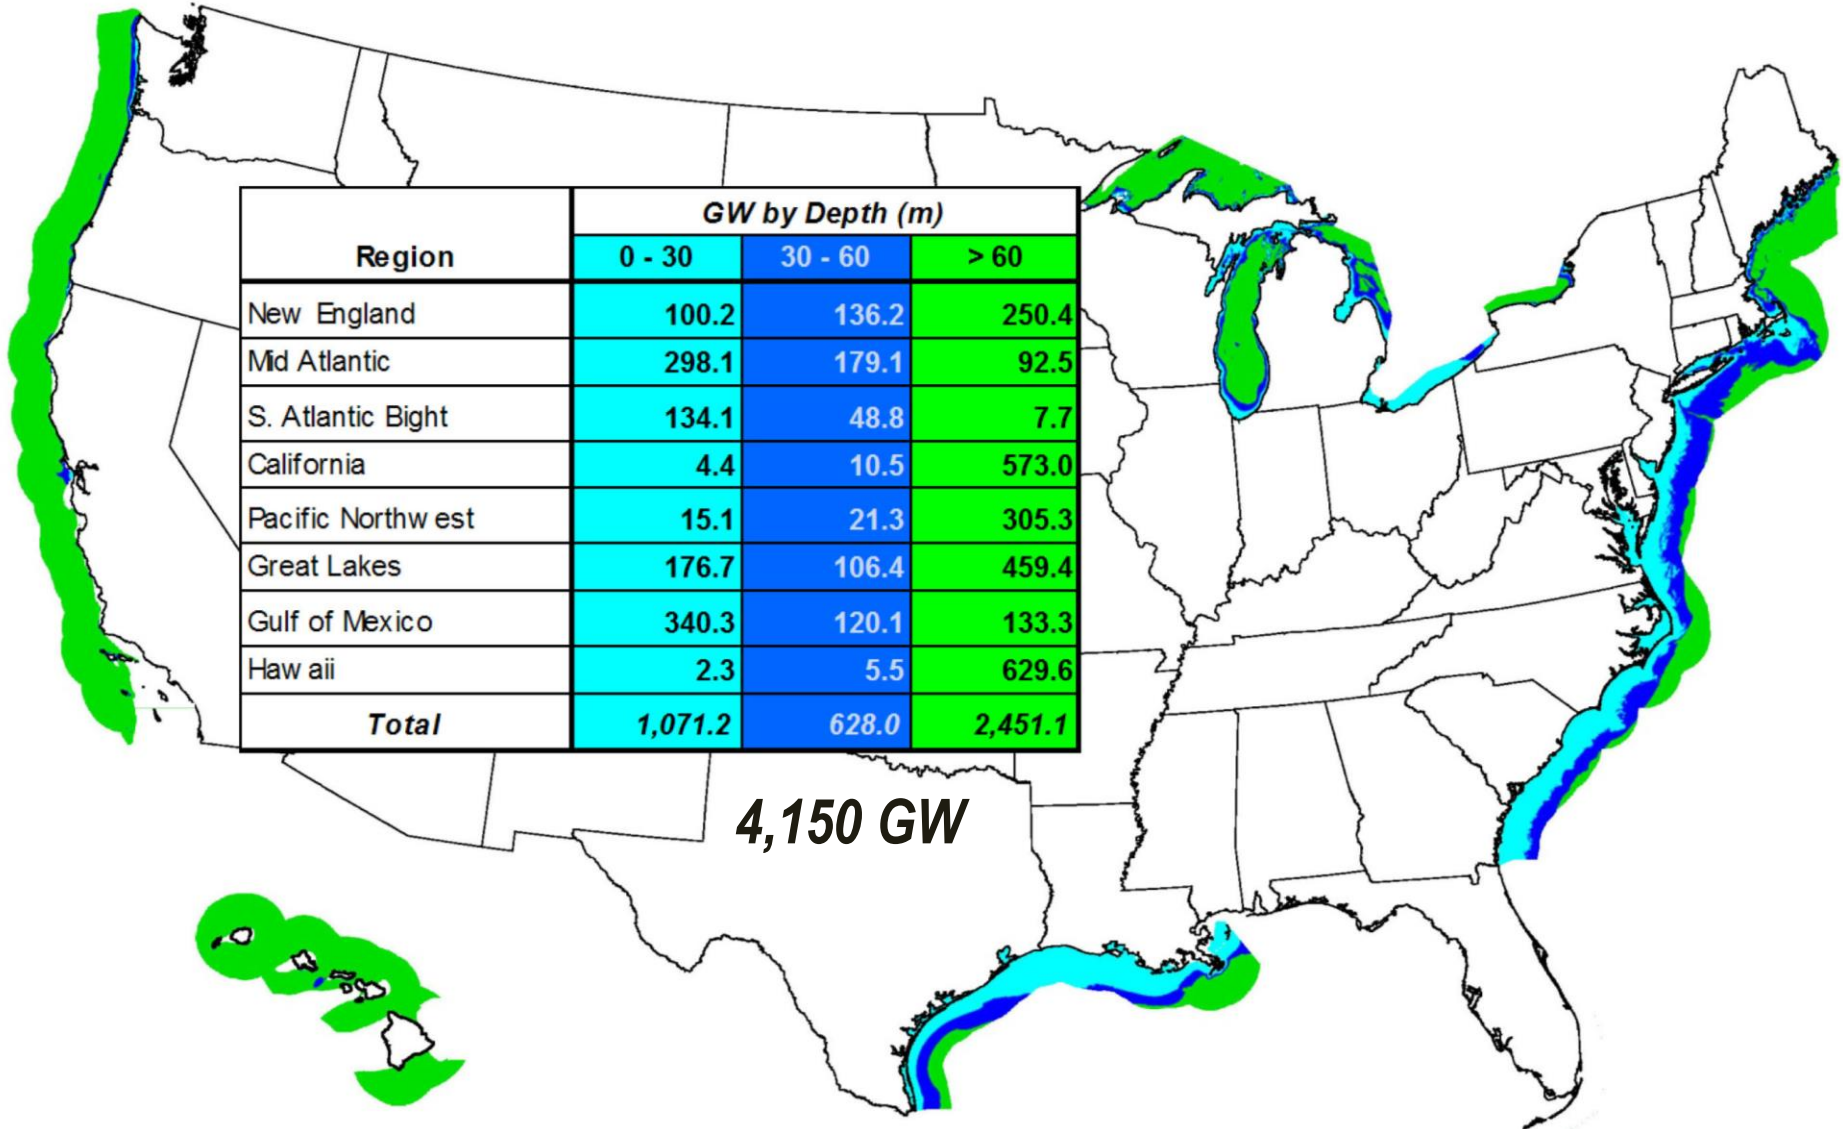 GW by Depth (m)
Region 0 - 30 30 - 60 > 60
New England 100.2 136.2 250.4
Mid Atlantic 298.1 179.1 92.5
S. Atlantic Bight 134.1 48.8 7.7
California 4.4 10.5 573.0
Pacific Northwest 15.1 21.3 305.3
Great Lakes 176.7 106.4 459.4
Gulf of Mexico 340.3 120.1 133.3
Hawaii 2.3 5.5 629.6
Total 1,071.2 628.0 2,451.1
4,150 GW